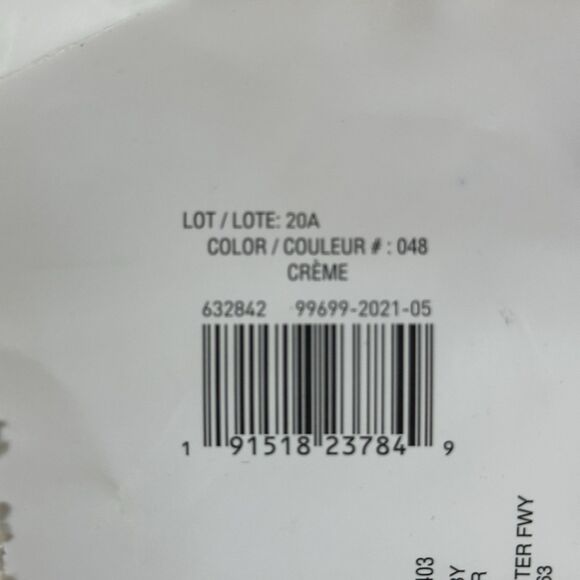 LOT / LOTE: 20A
COLOR / COULEUR # : 048
CRÈME
632842 99699-2021-05
1 91518 23784 9
TER FWY